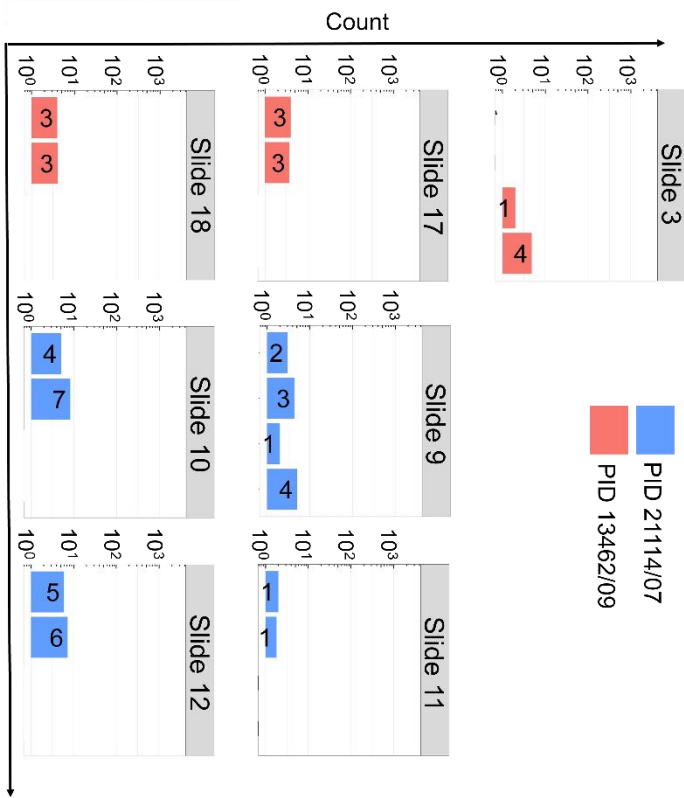 Count
10⁰ 10¹ 10² 10³
3
3
Slide 18
10⁰ 10¹ 10² 10³
3
3
Slide 17
10⁰ 10¹ 10² 10³
1
4
Slide 3
10⁰ 10¹ 10² 10³
4
7
Slide 10
10⁰ 10¹ 10² 10³
2
3
1
4
Slide 9
PID 21114/07
PID 13462/09
10⁰ 10¹ 10² 10³
5
6
Slide 12
10⁰ 10¹ 10² 10³
1
1
Slide 11